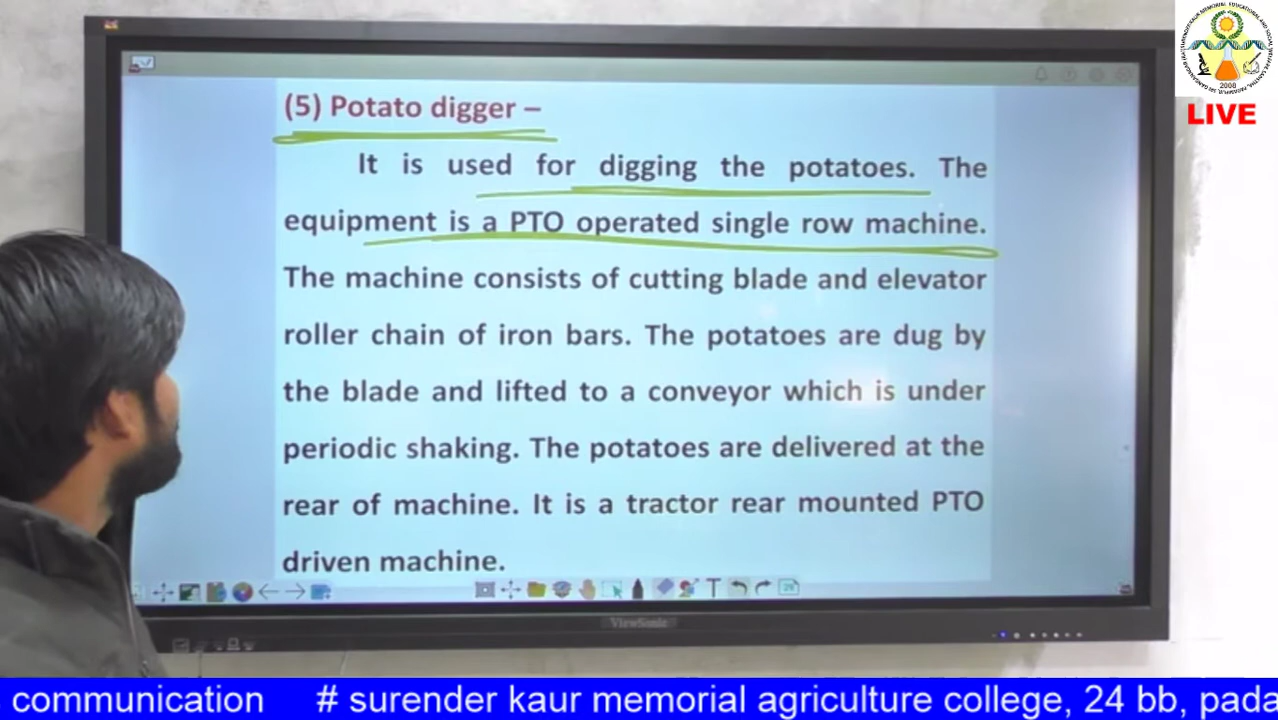 LIVE
2008
(5) Potato digger –
It is used for digging the potatoes. The
equipment is a PTO operated single row machine.
The machine consists of cutting blade and elevator
roller chain of iron bars. The potatoes are dug by
the blade and lifted to a conveyor which is under
periodic shaking. The potatoes are delivered at the
rear of machine. It is a tractor rear mounted PTO
driven machine.
ViewSonic
communication # surender kaur memorial agriculture college, 24 bb, pada